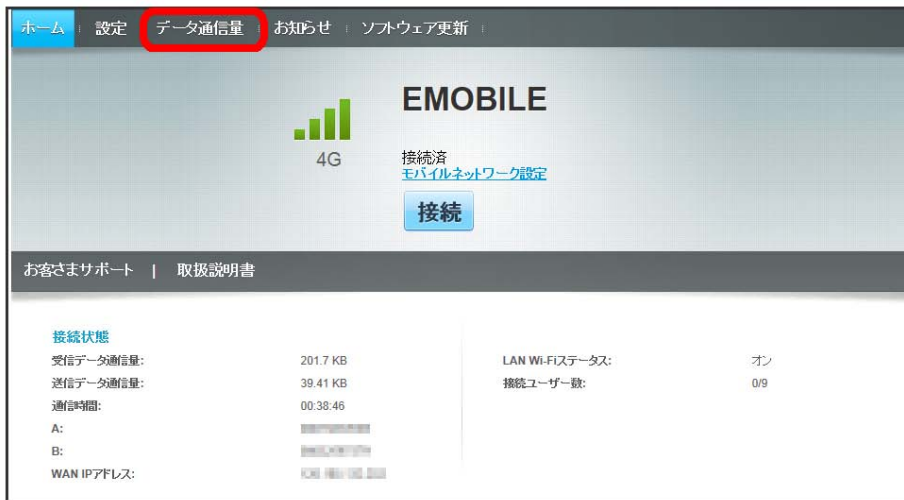 ホーム 設定 データ通信量 お知らせ ソフトウェア更新
EMOBILE
4G
接続済
モバイルネットワーク設定
接続
お客さまサポート | 取扱説明書
接続状態
受信データ通信量: 201.7 KB LAN Wi-Fiステータス: オン
送信データ通信量: 39.41 KB 接続ユーザー数: 0/9
通信時間: 00:38:46
A:
B:
WAN IPアドレス: